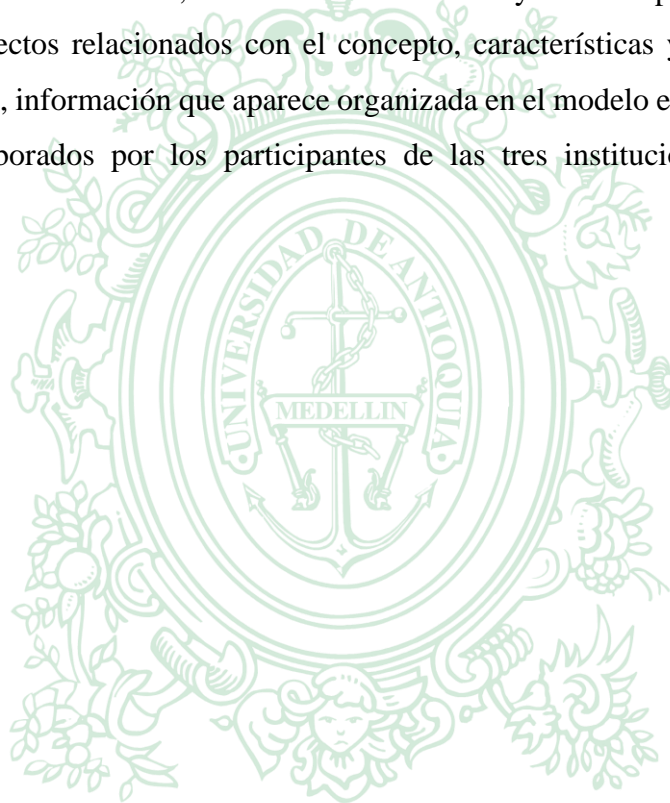 ectos relacionados con el concepto, características y
, información que aparece organizada en el modelo e
borados por los participantes de las tres institucio
UNIVERSIDAD DE ANTIOQUIA
MEDELLIN